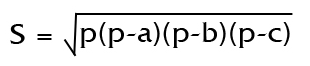 S = √p(p-a)(p-b)(p-c)